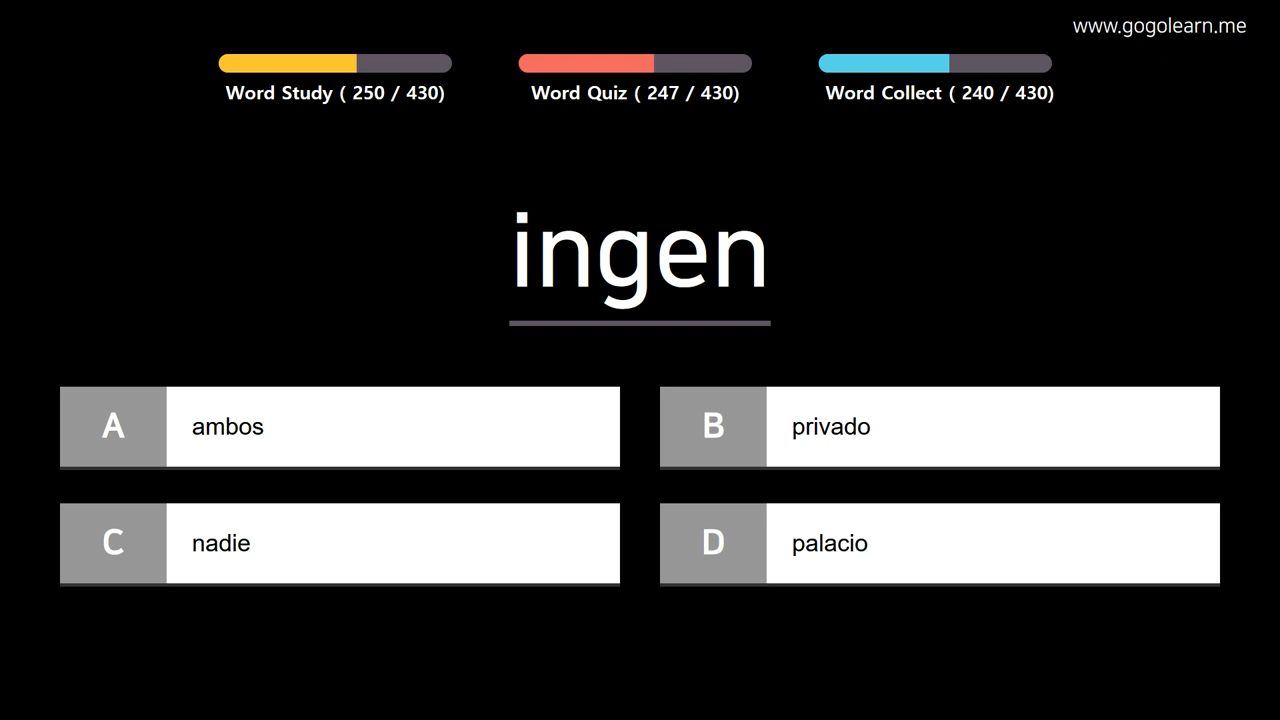 www.gogolearn.me
Word Study ( 250 / 430)
Word Quiz ( 247 / 430)
Word Collect ( 240 / 430)
ingen
A ambos
B privado
C nadie
D palacio